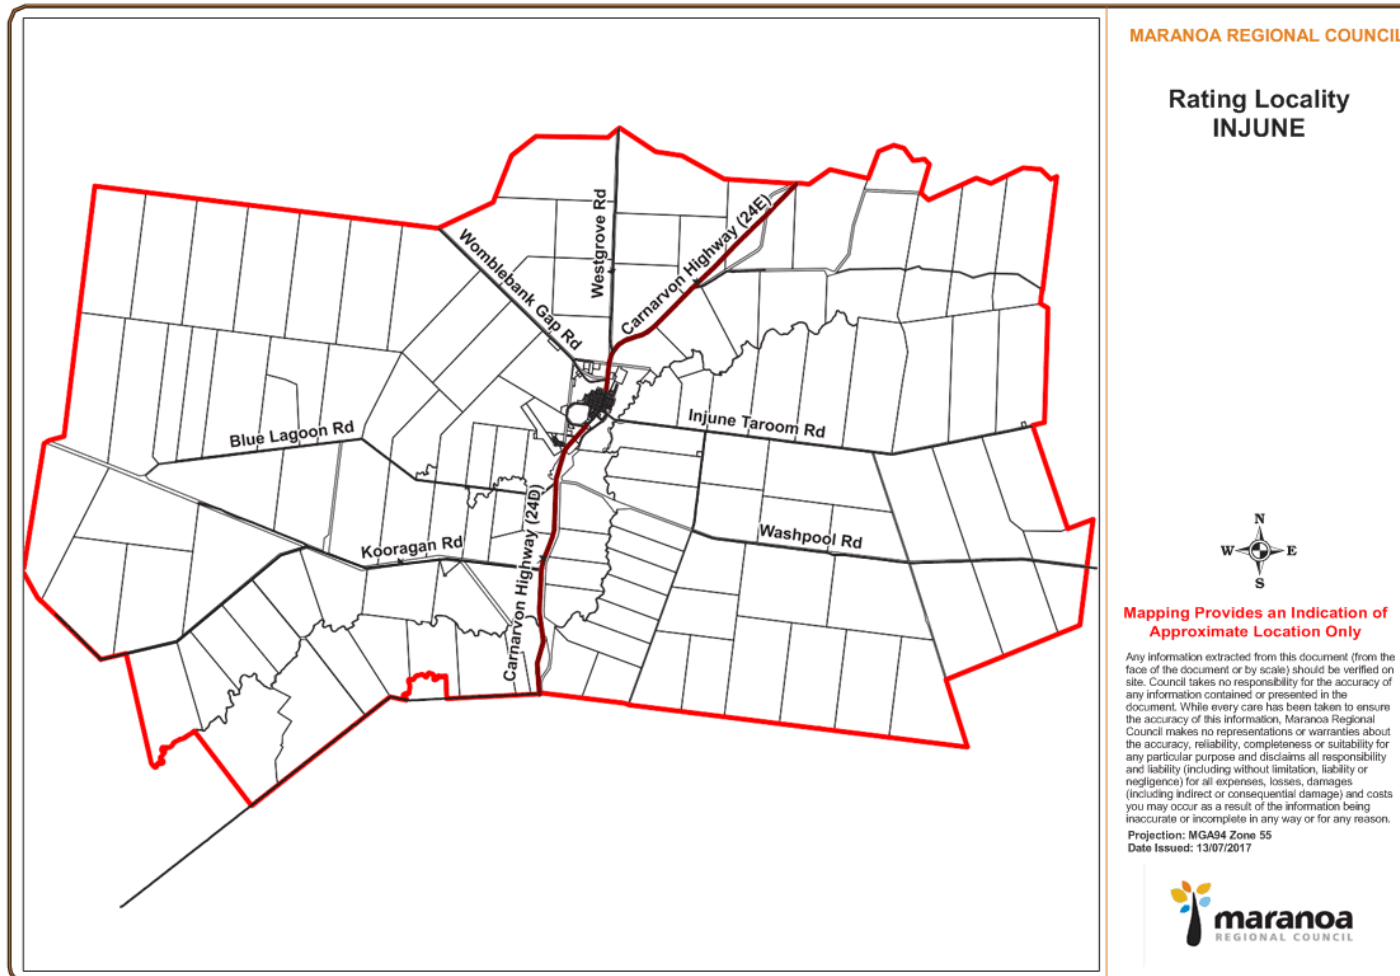 MARANOA REGIONAL COUNCIL
Rating Locality
INJUNE
Westgrove Rd
Carnarvon Highway (24E)
Womblebank Gap Rd
Blue Lagoon Rd
Injune Taroom Rd
Carnarvon Highway (24D)
Kooragan Rd
Washpool Rd
N
W E
S
Mapping Provides an Indication of
Approximate Location Only
Any information extracted from this document (from the
face of the document or by scale) should be verified on
site. Council takes no responsibility for the accuracy of
any information contained or presented in the
document. While every care has been taken to ensure
the accuracy of this information, Maranoa Regional
Council makes no representations or warranties about
the accuracy, reliability, completeness or suitability for
any particular purpose and disclaims all responsibility
and liability (including without limitation, liability or
negligence) for all expenses, losses, damages
(including indirect or consequential damage) and costs
you may occur as a result of the information being
inaccurate or incomplete in any way or for any reason.
Projection: MGA94 Zone 55
Date Issued: 13/07/2017
maranoa
REGIONAL COUNCIL